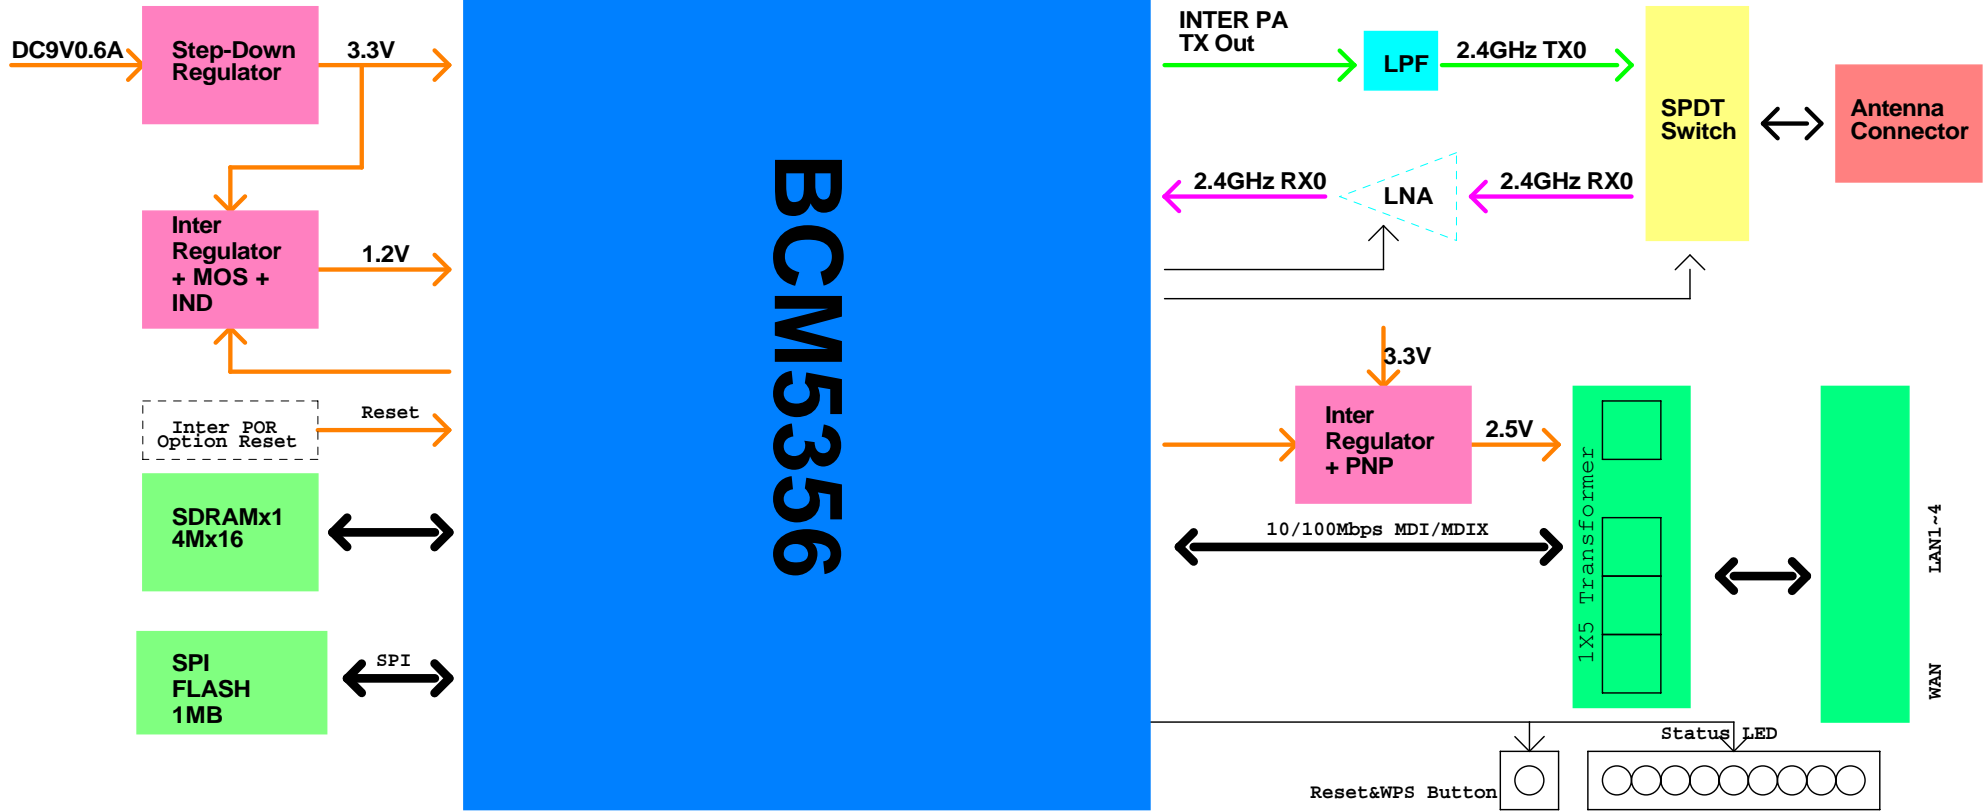 DC9V0.6A
Step-Down
Regulator
3.3V
Inter
Regulator
+ MOS +
IND
1.2V
Inter POR
Option Reset
Reset
SDRAMx1
4Mx16
SPI
FLASH
1MB
SPI
BCM5356
INTER PA
TX Out
LPF
2.4GHz TX0
SPDT
Switch
Antenna
Connector
2.4GHz RX0
LNA
2.4GHz RX0
3.3V
Inter
Regulator
+ PNP
2.5V
10/100Mbps MDI/MDIX
1X5 Transformer
LAN1~4
WAN
Status LED
Reset&WPS Button